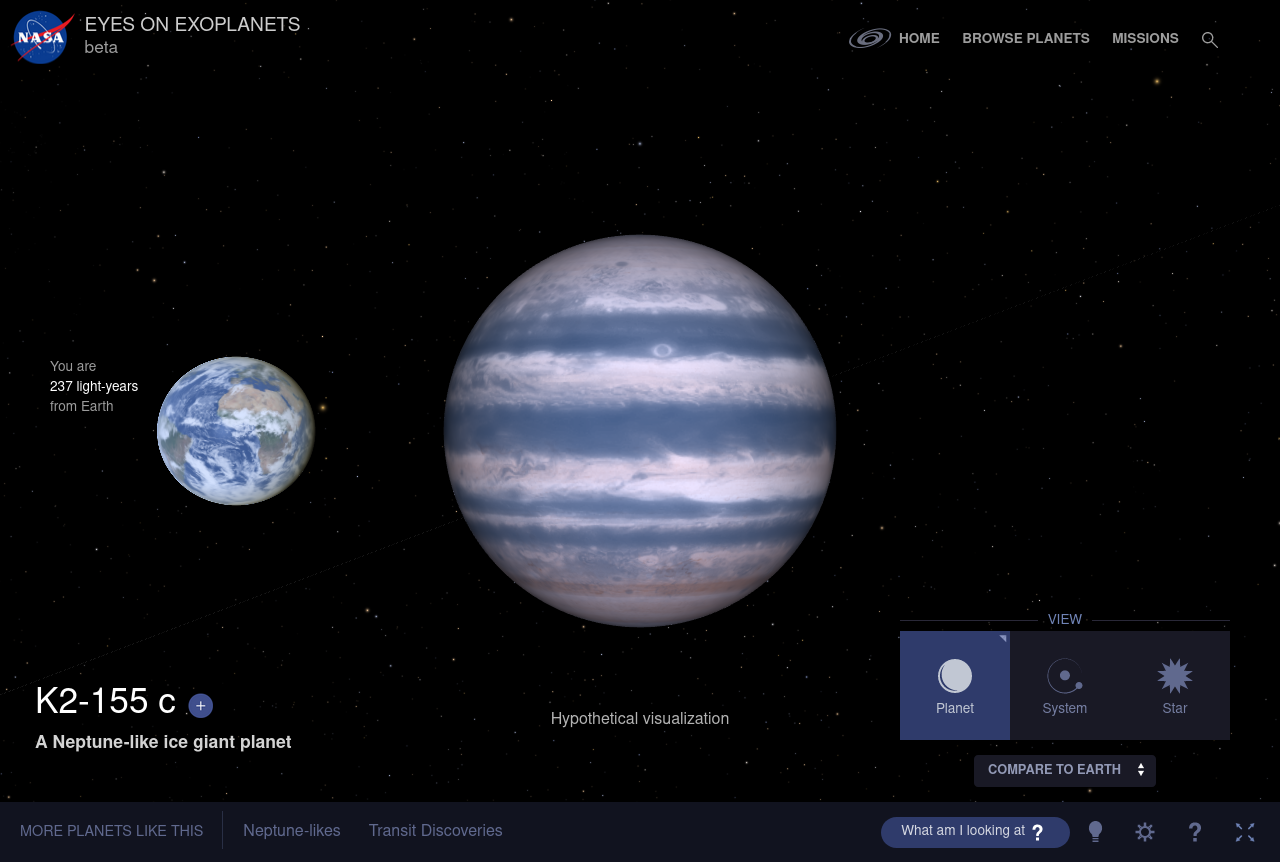 NASA
EYES ON EXOPLANETS
beta
HOME
BROWSE PLANETS
MISSIONS
You are
237 light-years
from Earth
K2-155 c +
A Neptune-like ice giant planet
Hypothetical visualization
VIEW
Planet
System
Star
COMPARE TO EARTH
MORE PLANETS LIKE THIS
Neptune-likes
Transit Discoveries
What am I looking at ?
?